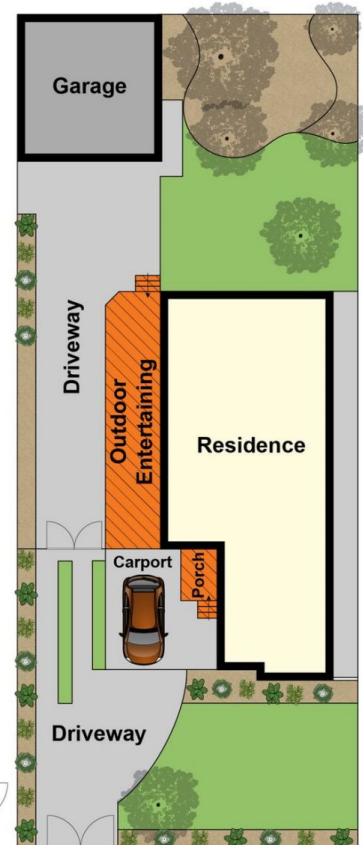 Garage
Driveway
Outdoor
Entertaining
Residence
Carport
Porch
Driveway